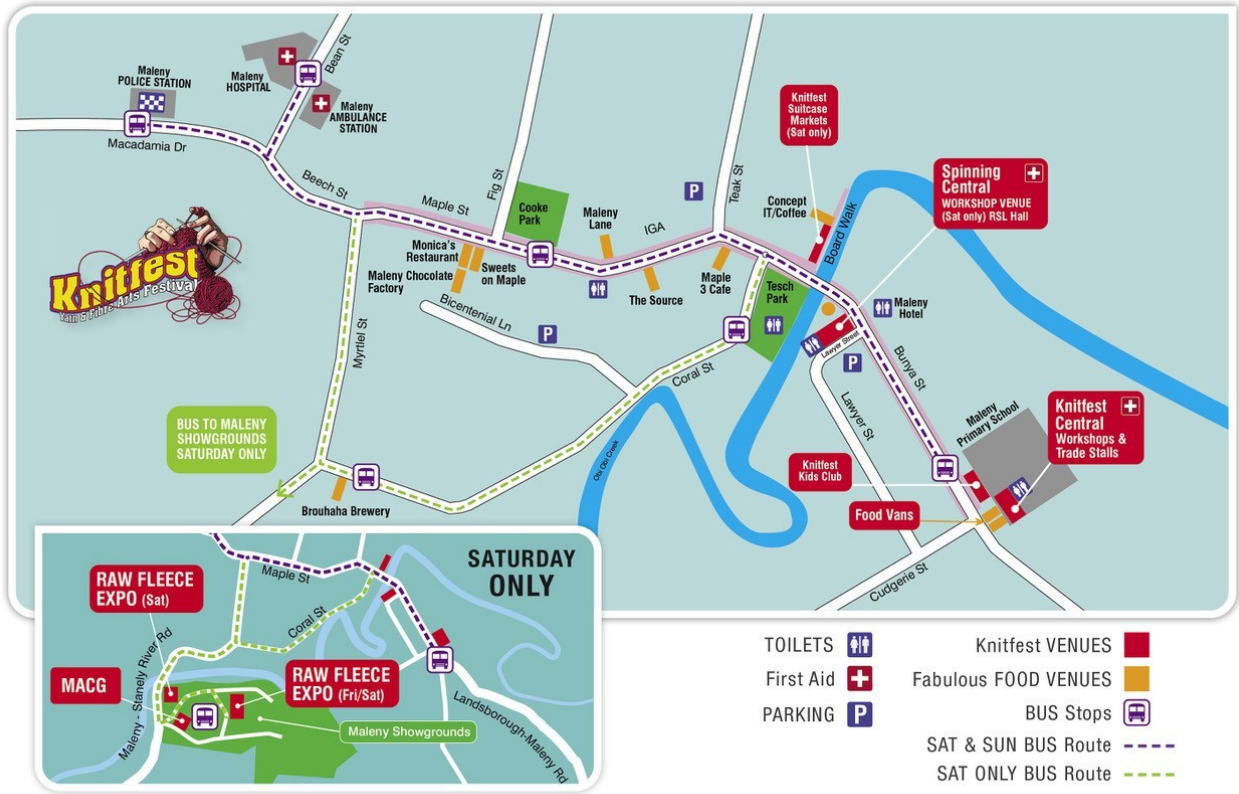 Maleny
POLICE STATION
Macadamia Dr
Maleny
HOSPITAL
Bean St
Maleny
AMBULANCE
STATION
Beech St
Knitfest
Yarn & Fibre Arts Festival
Maple St
Fig St
Cooke
Park
Monica's
Restaurant
Maleny Chocolate
Factory
Sweets
on Maple
Maleny
Lane
IGA
The Source
P
Teak St
Maple
3 Cafe
Tesch
Park
Concept
IT/Coffee
Knitfest
Suitcase
Markets
(Sat only)
Board Walk
Spinning
Central
WORKSHOP VENUE
(Sat only) RSL Hall
Maleny
Hotel
Lawyer Street
P
Bunya St
Lawyer St
Bicentenial Ln
P
Coral St
Obi Obi Creek
Myrtlel St
BUS TO MALENY
SHOWGROUNDS
SATURDAY ONLY
Brouhaha Brewery
Maleny
Primary School
Knitfest
Central
Workshops &
Trade Stalls
Knitfest
Kids Club
Food Vans
Cudgerie St
SATURDAY
ONLY
Maple St
Coral St
RAW FLEECE
EXPO (Sat)
MACG
RAW FLEECE
EXPO (Fri/Sat)
Maleny Showgrounds
Maleny - Stanely River Rd
Landsborough-Maleny Rd
TOILETS
First Aid
PARKING P
Knitfest VENUES
Fabulous FOOD VENUES
BUS Stops
SAT & SUN BUS Route
SAT ONLY BUS Route